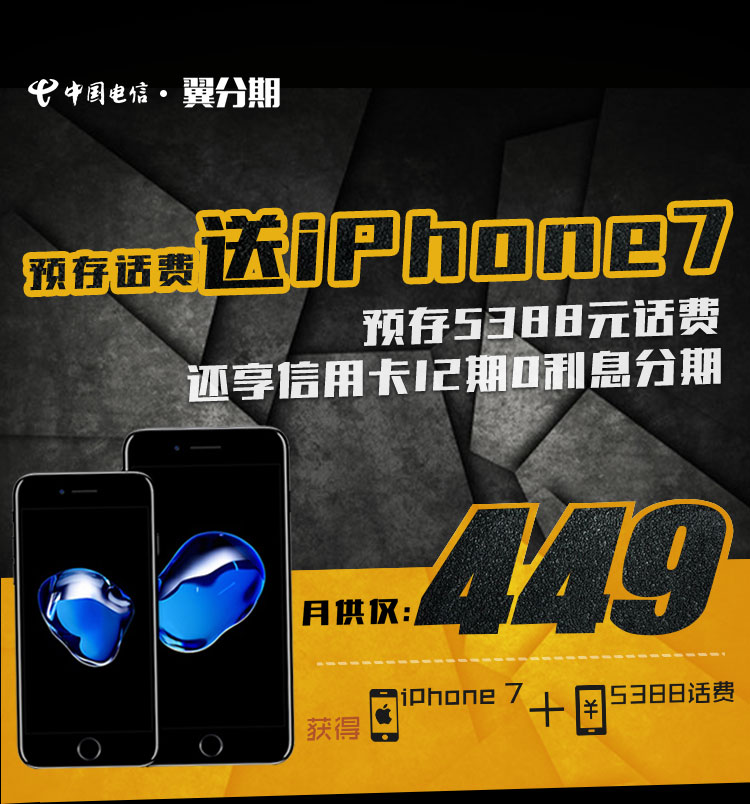 中国电信·翼分期
预存话费送iPhone7
预存5388元话费
还享信用卡12期0利息分期
月供仅:449
获得 iphone 7 + ¥ 5388话费